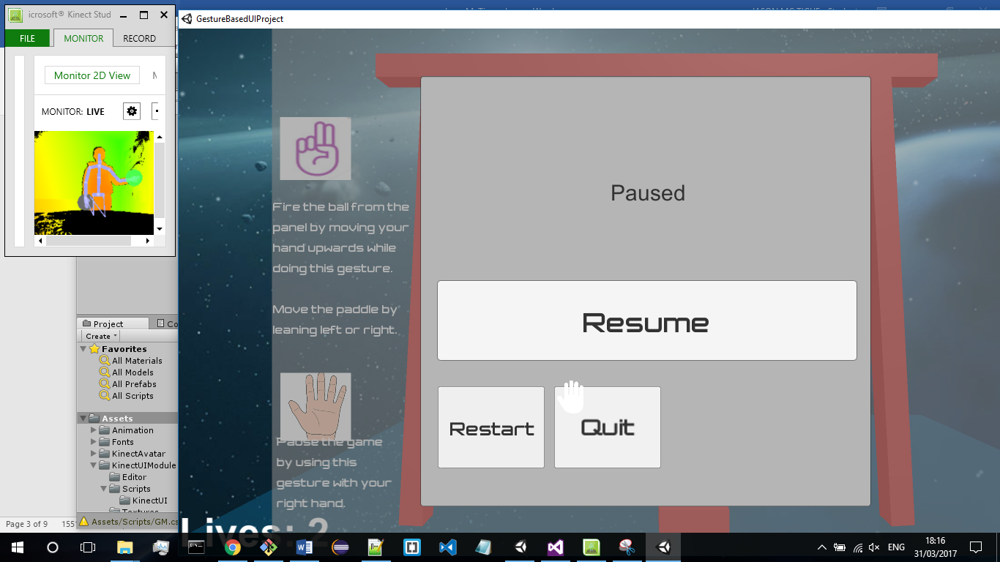 icrosoft® Kinect Stud
FILE
MONITOR
RECORD
Monitor 2D View
MONITOR: LIVE
GestureBasedUIProject
Fire the ball from the
panel by moving your
hand upwards while
doing this gesture.
Move the paddle by
leaning left or right.
Pause the game
by using this
gesture with your
right hand.
Lives: 2
Paused
Resume
Restart
Quit
Project
Co
Create
Favorites
All Materials
All Models
All Prefabs
All Scripts
Assets
Animation
Fonts
KinectAvatar
KinectUIModule
Editor
Scripts
KinectUI
Textures
Assets/Scripts/GM.cs
Page 3 of 9
155
ENG
18:16
31/03/2017